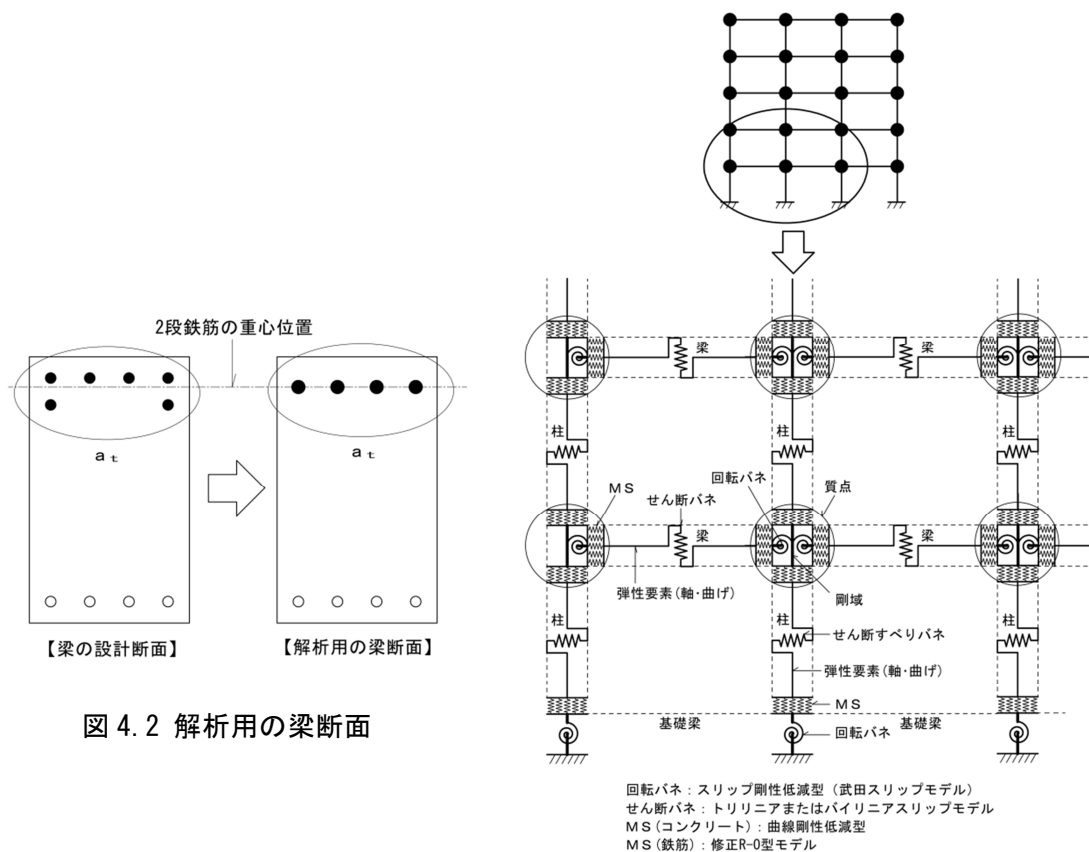 2段鉄筋の重心位置
at
at
【梁の設計断面】
【解析用の梁断面】
図4.2 解析用の梁断面
梁
梁
柱
柱
回転バネ
質点
MS
せん断バネ
梁
梁
弾性要素(軸・曲げ)
剛域
柱
柱
せん断すべりバネ
弾性要素(軸・曲げ)
MS
基礎梁
基礎梁
回転バネ
回転バネ：スリップ剛性低減型（武田スリップモデル）
せん断バネ：トリリニアまたはバイリニアスリップモデル
MS(コンクリート)：曲線剛性低減型
MS(鉄筋)：修正R-O型モデル